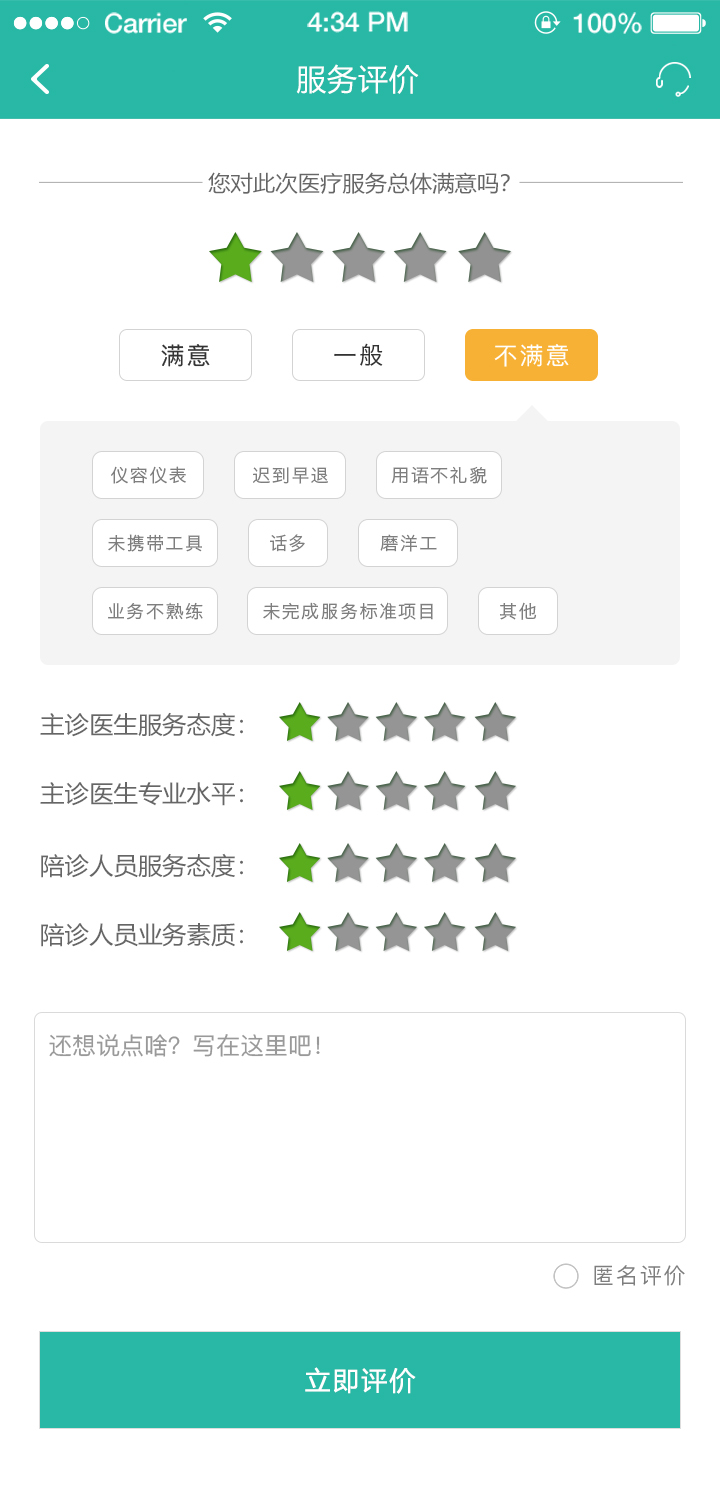 Carrier 4:34 PM 100%
服务评价
您对此次医疗服务总体满意吗?
满意 一般 不满意
仪容仪表 迟到早退 用语不礼貌
未携带工具 话多 磨洋工
业务不熟练 未完成服务标准项目 其他
主诊医生服务态度:
主诊医生专业水平:
陪诊人员服务态度:
陪诊人员业务素质:
还想说点啥? 写在这里吧!
匿名评价
立即评价